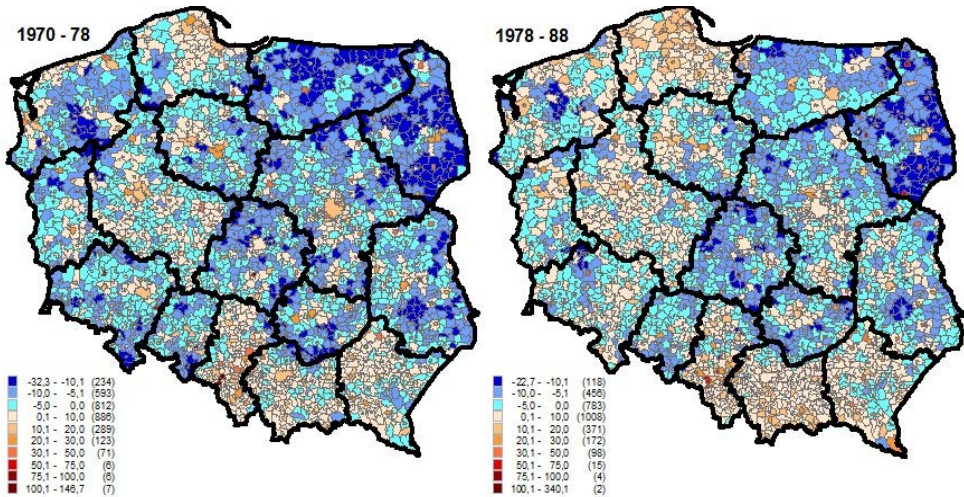 1970 - 78
-32,3 - -10,1 (234)
-10,0 - -5,1 (593)
-5,0 - 0,0 (812)
0,1 - 10,0 (886)
10,1 - 20,0 (289)
20,1 - 30,0 (123)
30,1 - 50,0 (71)
50,1 - 75,0 (6)
75,1 - 100,0 (6)
100,1 - 146,7 (7)
1978 - 88
-22,7 - -10,1 (118)
-10,0 - -5,1 (456)
-5,0 - 0,0 (783)
0,1 - 10,0 (1008)
10,1 - 20,0 (371)
20,1 - 30,0 (172)
30,1 - 50,0 (98)
50,1 - 75,0 (15)
75,1 - 100,0 (4)
100,1 - 340,1 (2)